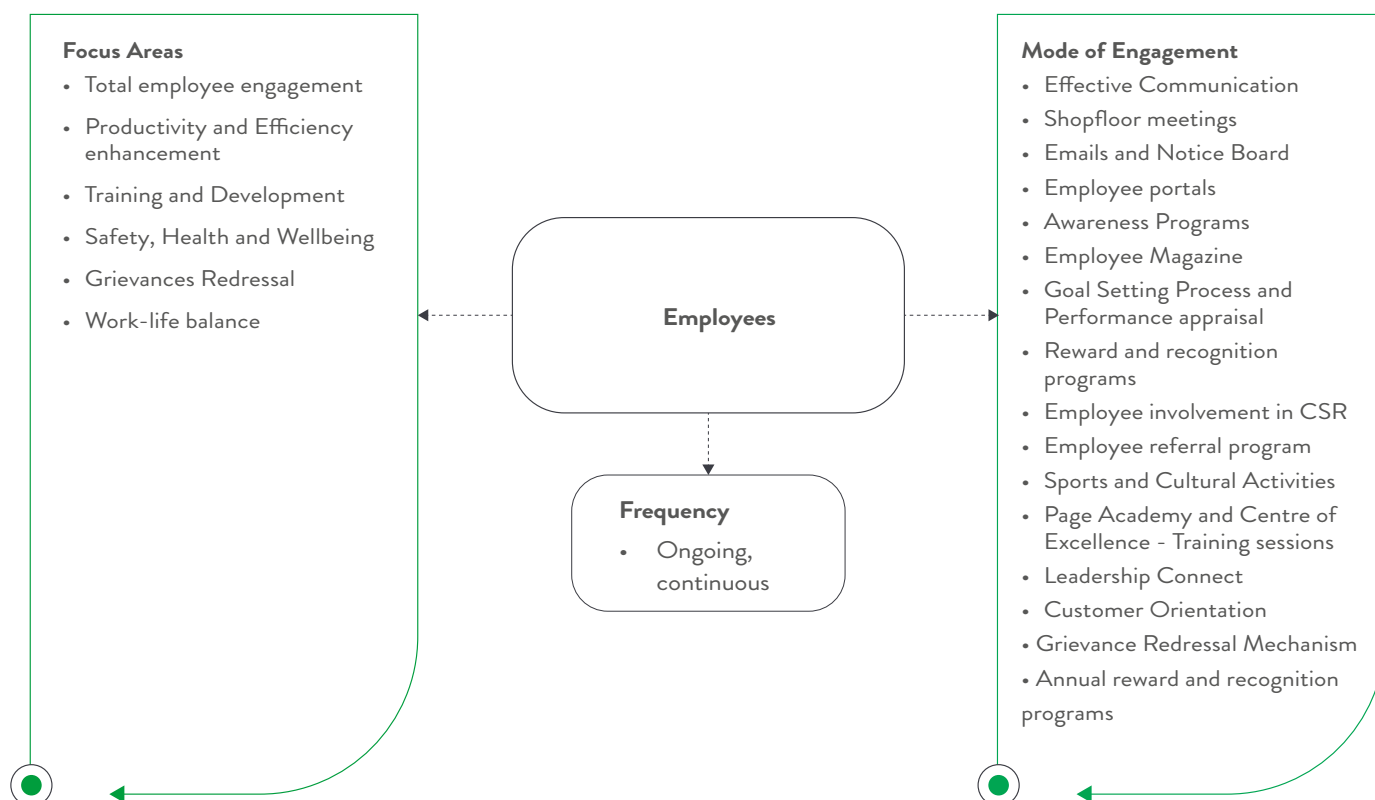 Focus Areas
• Total employee engagement
• Productivity and Efficiency
enhancement
• Training and Development
• Safety, Health and Wellbeing
• Grievances Redressal
• Work-life balance
Employees
Frequency
• Ongoing,
continuous
Mode of Engagement
• Effective Communication
• Shopfloor meetings
• Emails and Notice Board
• Employee portals
• Awareness Programs
• Employee Magazine
• Goal Setting Process and
Performance appraisal
• Reward and recognition
programs
• Employee involvement in CSR
• Employee referral program
• Sports and Cultural Activities
• Page Academy and Centre of
Excellence - Training sessions
• Leadership Connect
• Customer Orientation
• Grievance Redressal Mechanism
• Annual reward and recognition
programs